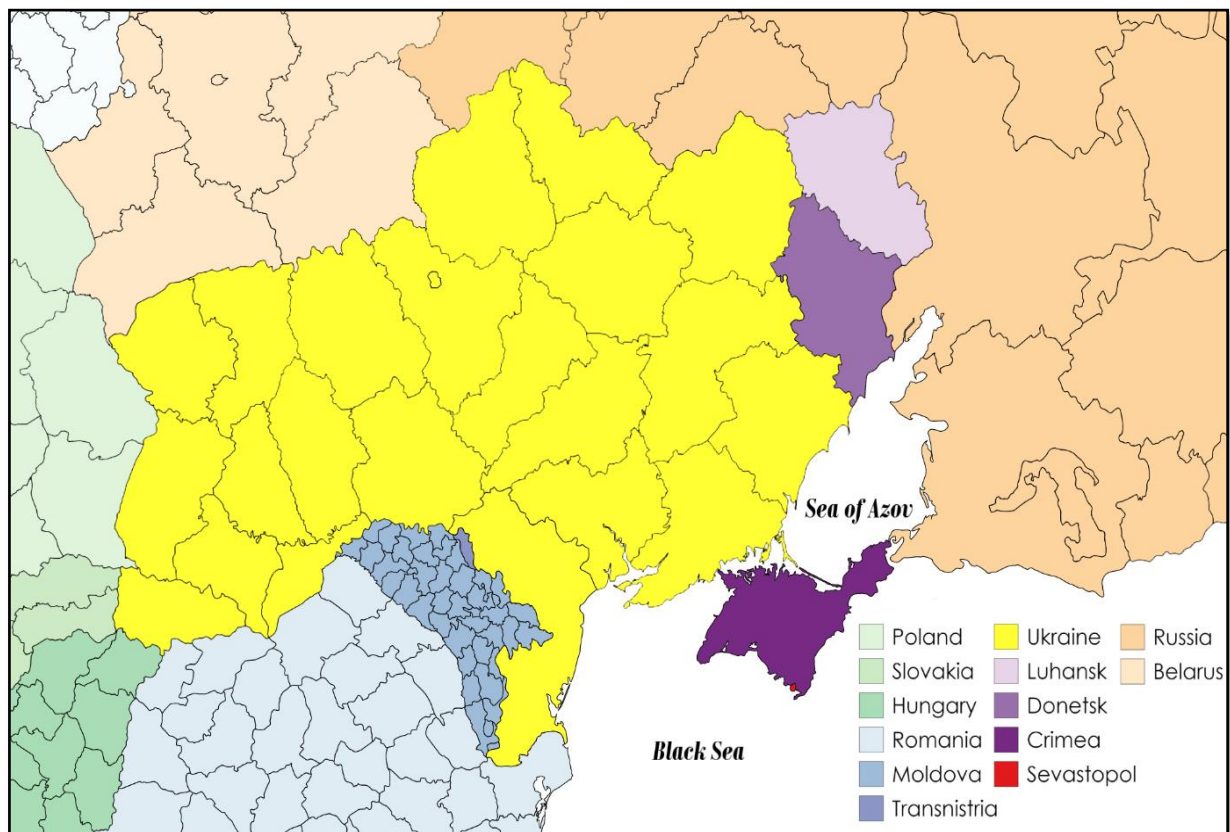 Sea of Azov
Black Sea
Poland
Slovakia
Hungary
Romania
Moldova
Transnistria
Ukraine
Luhansk
Donetsk
Crimea
Sevastopol
Russia
Belarus